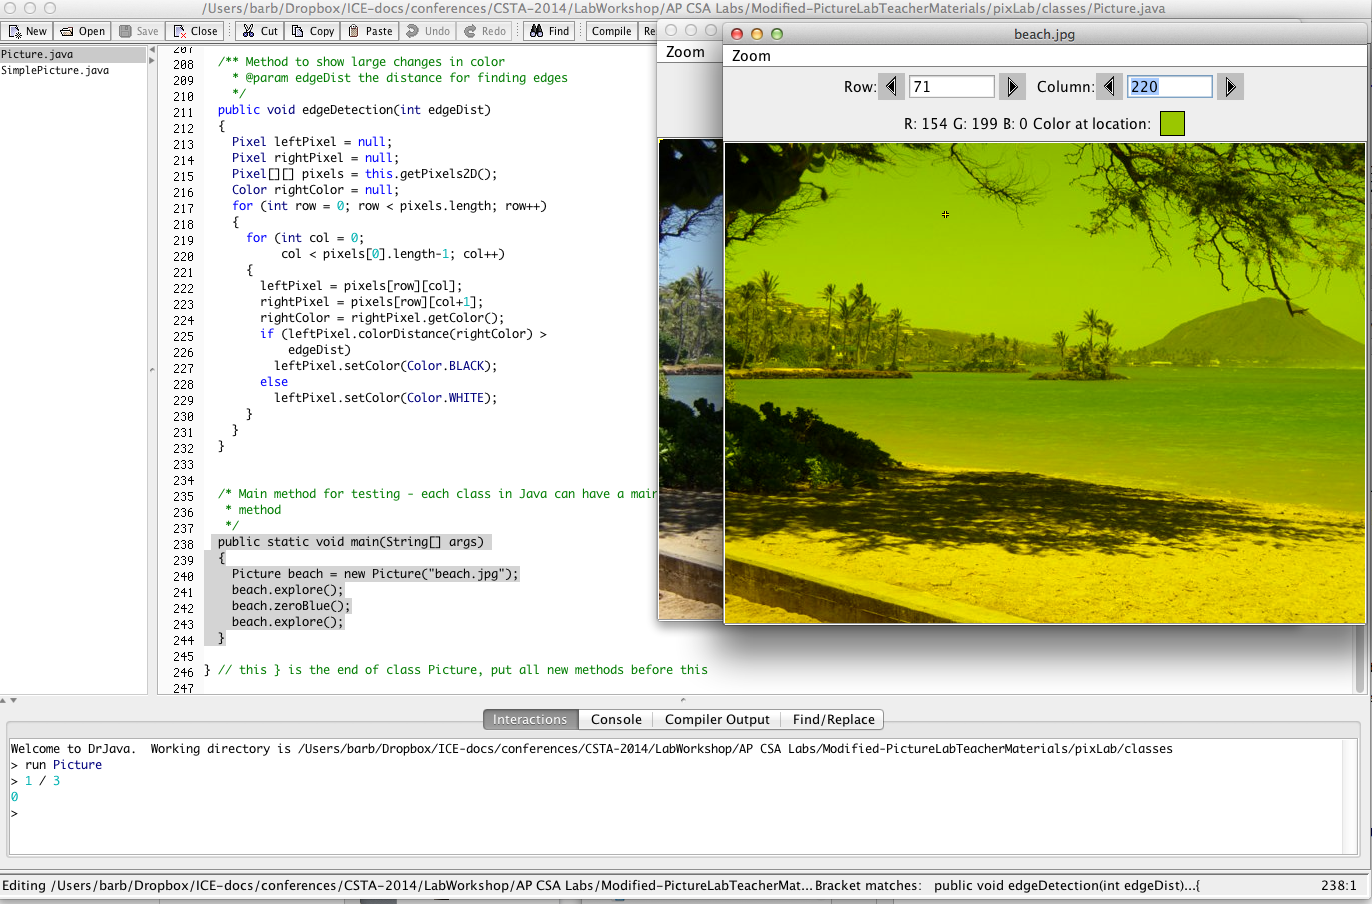 /Users/barb/Dropbox/ICE-docs/conferences/CSTA-2014/LabWorkshop/AP CSA Labs/Modified-PictureLabTeacherMaterials/pixLab/classes/Picture.java
New Open Save Close Cut Copy Paste Undo Redo Find Compile Re
Picture.java
SimplePicture.java
207
208 /** Method to show large changes in color
209 * @param edgeDist the distance for finding edges
210 */
211 public void edgeDetection(int edgeDist)
212 {
213 Pixel leftPixel = null;
214 Pixel rightPixel = null;
215 Pixel[][] pixels = this.getPixels2D();
216 Color rightColor = null;
217 for (int row = 0; row < pixels.length; row++)
218 {
219 for (int col = 0;
220 col < pixels[0].length-1; col++)
221 {
222 leftPixel = pixels[row][col];
223 rightPixel = pixels[row][col+1];
224 rightColor = rightPixel.getColor();
225 if (leftPixel.colorDistance(rightColor) >
226 edgeDist)
227 leftPixel.setColor(Color.BLACK);
228 else
229 leftPixel.setColor(Color.WHITE);
230 }
231 }
232 }
233
234
235 /* Main method for testing - each class in Java can have a main
236 * method
237 */
238 public static void main(String[] args)
239 {
240 Picture beach = new Picture("beach.jpg");
241 beach.explore();
242 beach.zeroBlue();
243 beach.explore();
244 }
245
246 } // this } is the end of class Picture, put all new methods before this
247
Zoom
beach.jpg
Zoom
Row: 71 Column: 220
R: 154 G: 199 B: 0 Color at location:
Interactions Console Compiler Output Find/Replace
Welcome to DrJava. Working directory is /Users/barb/Dropbox/ICE-docs/conferences/CSTA-2014/LabWorkshop/AP CSA Labs/Modified-PictureLabTeacherMaterials/pixLab/classes
> run Picture
> 1 / 3
0
>
Editing /Users/barb/Dropbox/ICE-docs/conferences/CSTA-2014/LabWorkshop/AP CSA Labs/Modified-PictureLabTeacherMat... Bracket matches: public void edgeDetection(int edgeDist)...{ 238:1